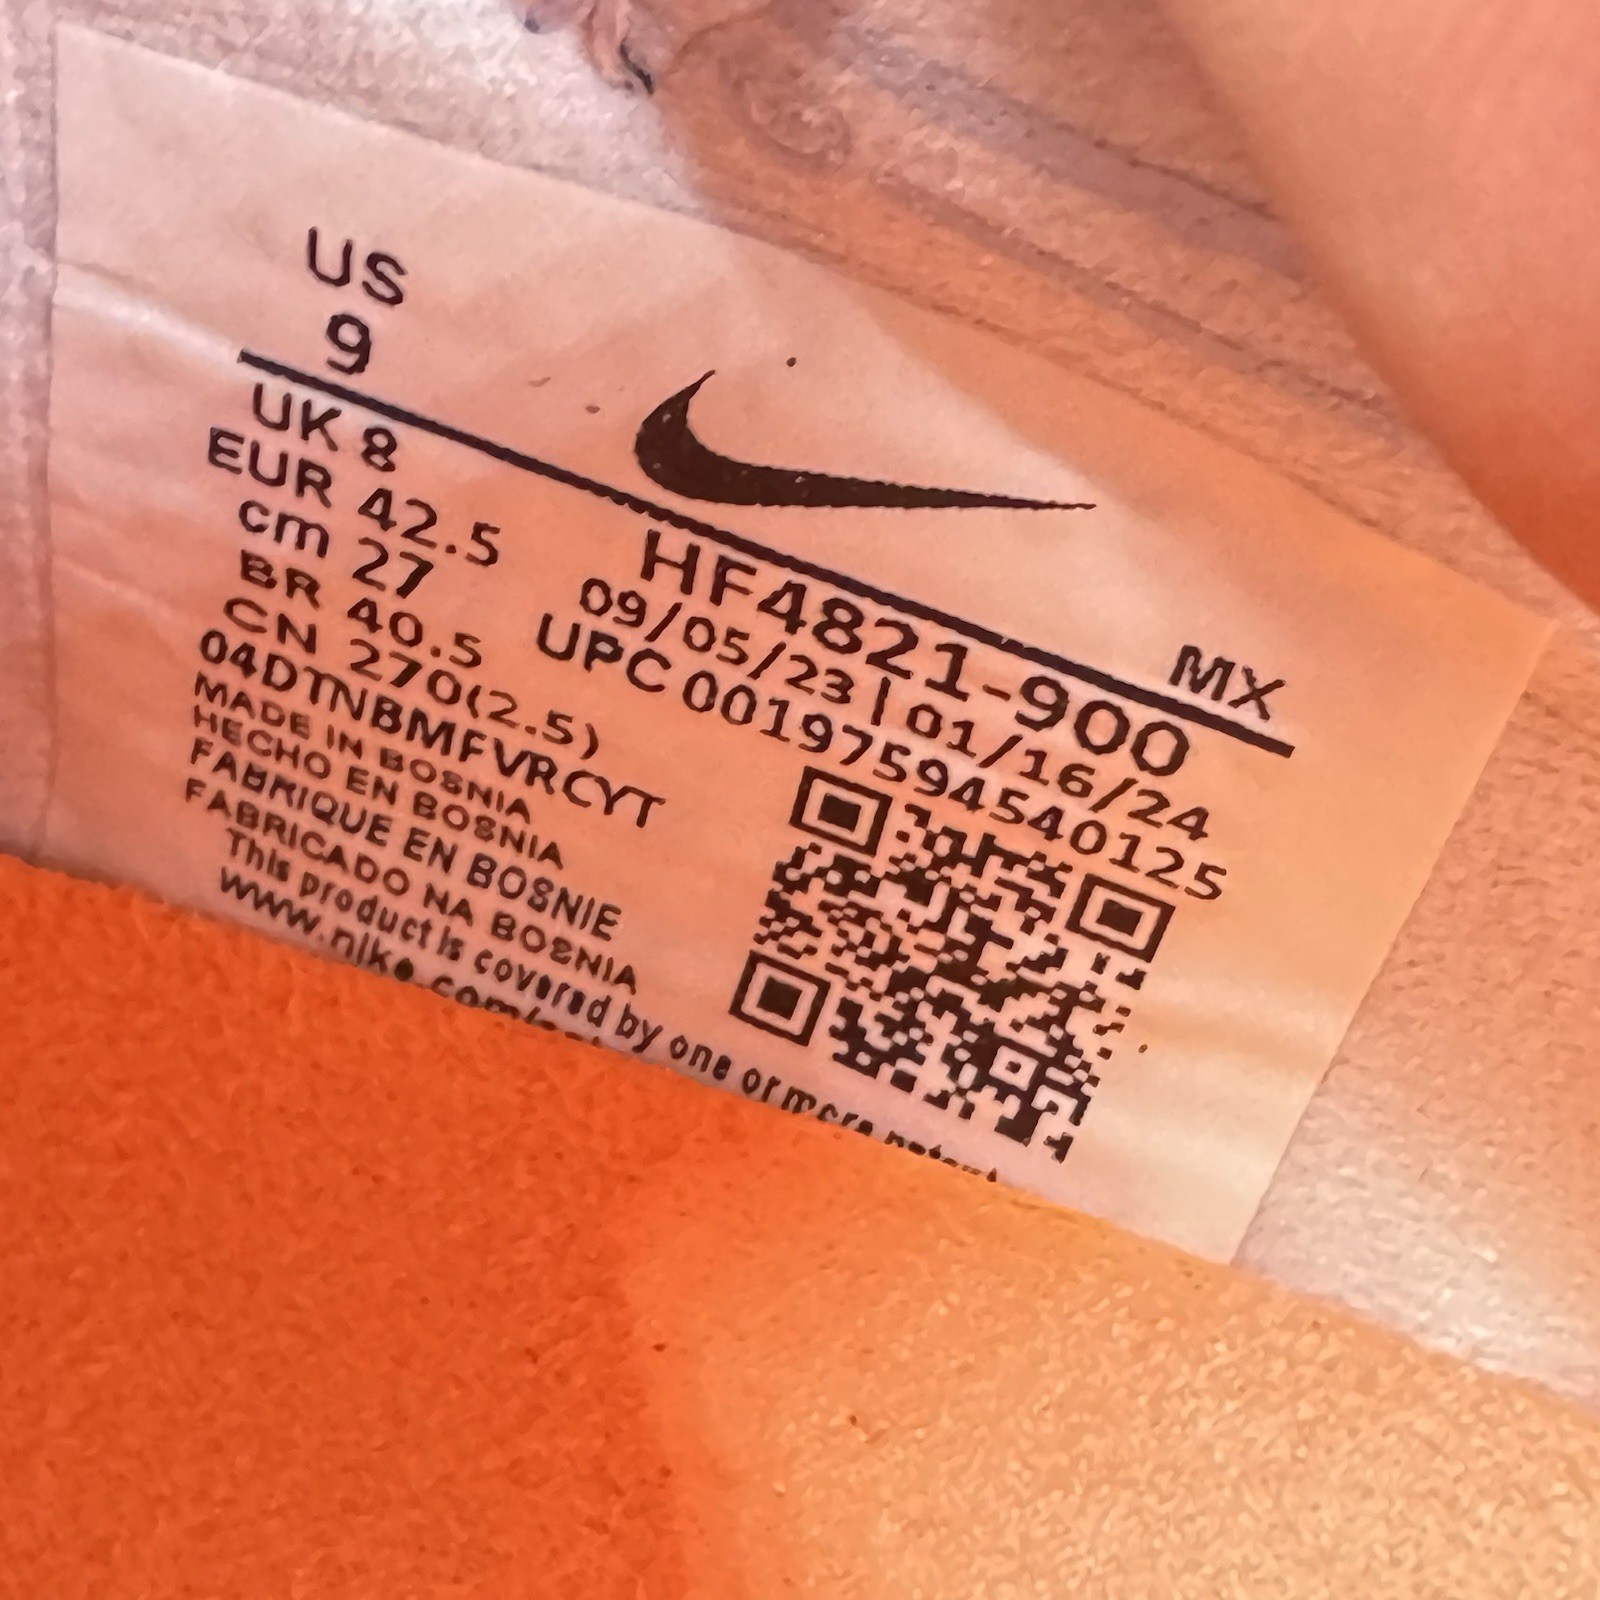 US
9
MX
UK 8
EUR 42.5
cm 27
BR 40.5
CN 270(2.5)
04DTNBMFVRCYT
MADE IN BOSNIA
HECHO EN BOSNIA
FABRIQUE EN BOSNIE
FABRICADO NA BOSNIA
This product is covered by one or more
www.nike.com/
HF4821-900
09/05/23 | 01/16/24
UPC 00197594540125